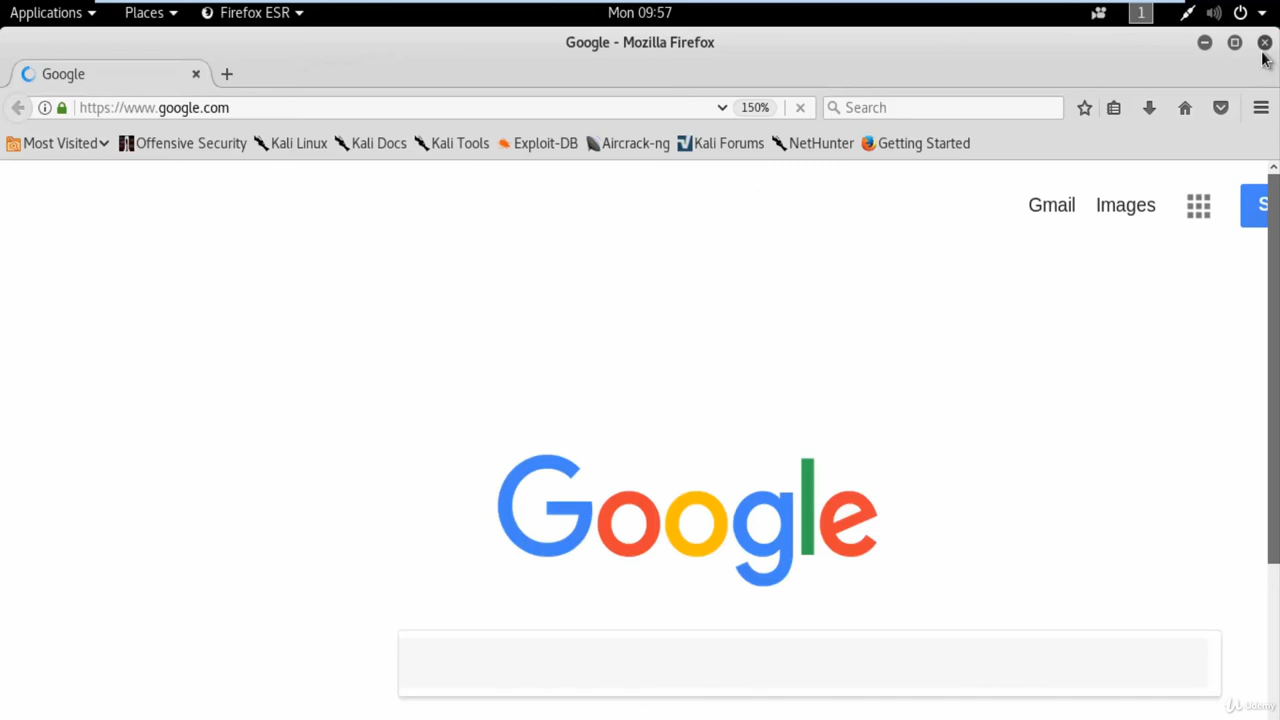 Applications Places Firefox ESR Mon 09:57 1
Google - Mozilla Firefox
Google
https://www.google.com 150% Search
Most Visited Offensive Security Kali Linux Kali Docs Kali Tools Exploit-DB Aircrack-ng Kali Forums NetHunter Getting Started
Gmail Images S
Google
Udemy